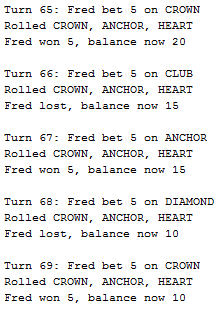 Turn 65: Fred bet 5 on CROWN
Rolled CROWN, ANCHOR, HEART
Fred won 5, balance now 20
Turn 66: Fred bet 5 on CLUB
Rolled CROWN, ANCHOR, HEART
Fred lost, balance now 15
Turn 67: Fred bet 5 on ANCHOR
Rolled CROWN, ANCHOR, HEART
Fred won 5, balance now 15
Turn 68: Fred bet 5 on DIAMOND
Rolled CROWN, ANCHOR, HEART
Fred lost, balance now 10
Turn 69: Fred bet 5 on CROWN
Rolled CROWN, ANCHOR, HEART
Fred won 5, balance now 10